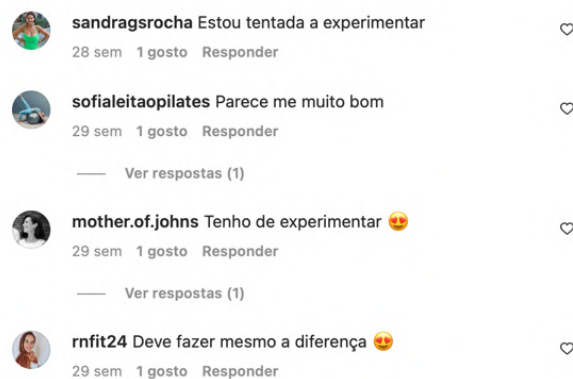 sandragsrocha Estou tentada a experimentar
28 sem 1 gosto Responder
sofialeitaopilates Parece me muito bom
29 sem 1 gosto Responder
Ver respostas (1)
mother.of.johns Tenho de experimentar 😍
29 sem 1 gosto Responder
Ver respostas (1)
rnfit24 Deve fazer mesmo a diferença 😍
29 sem 1 gosto Responder